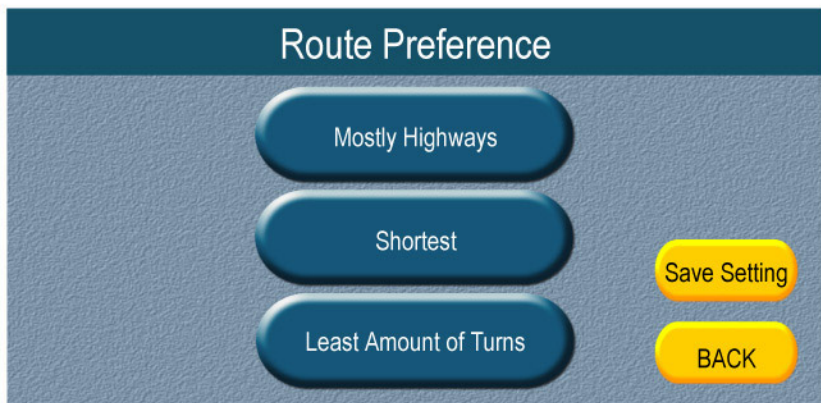 Route Preference
Mostly Highways
Shortest
Save Setting
Least Amount of Turns
BACK